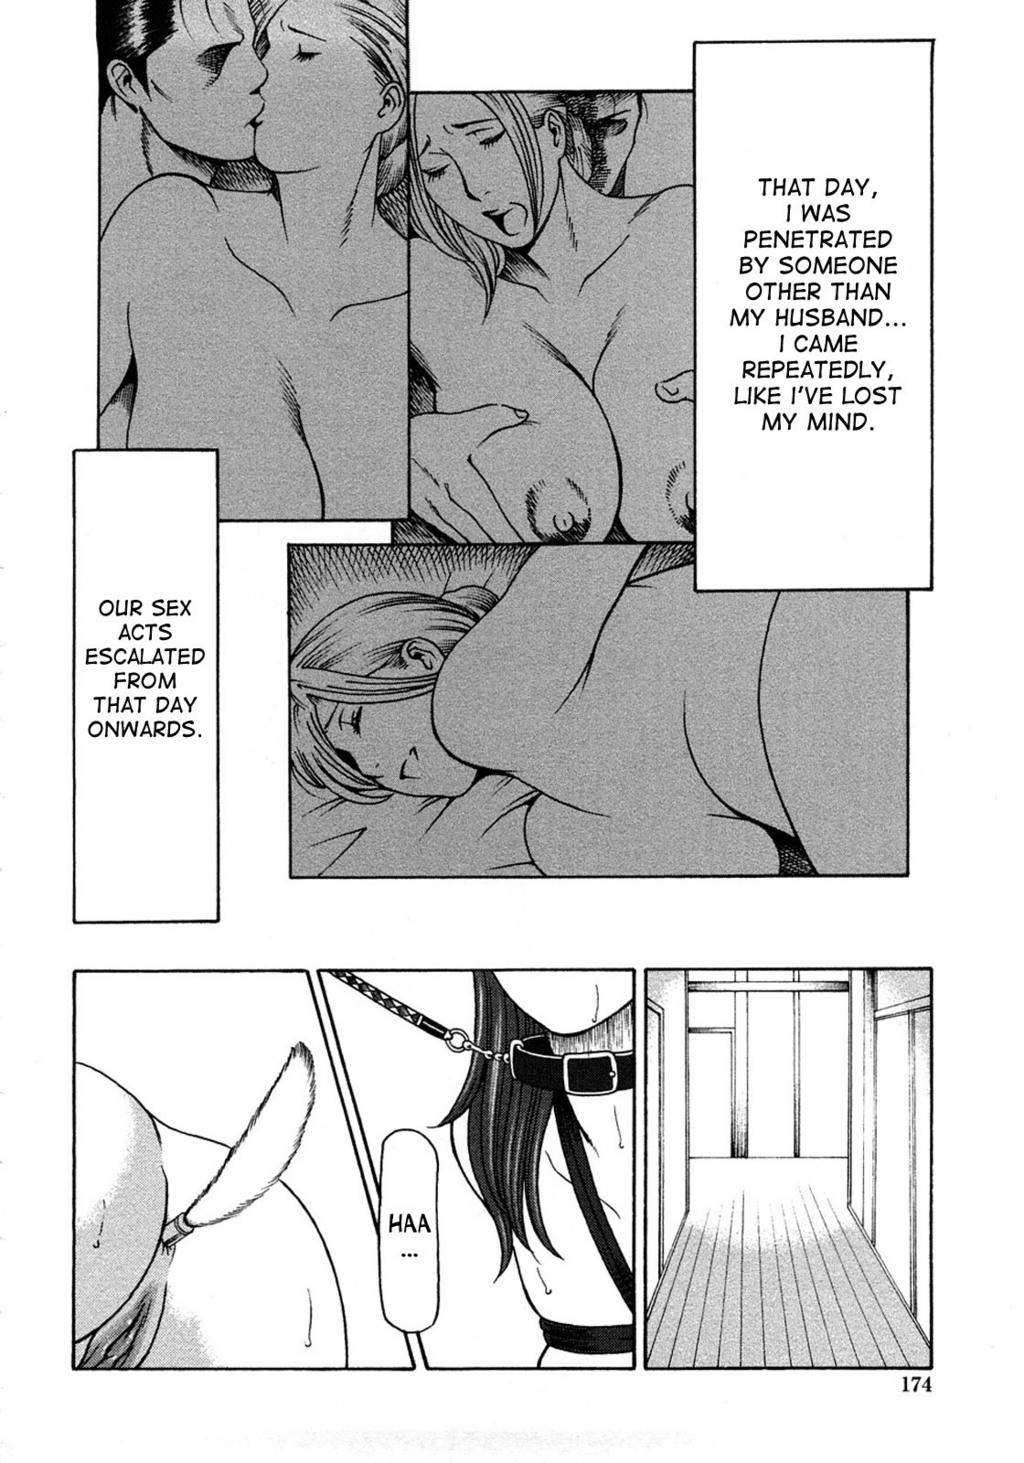 THAT DAY,
I WAS
PENETRATED
BY SOMEONE
OTHER THAN
MY HUSBAND...
I CAME
REPEATEDLY,
LIKE I'VE LOST
MY MIND.
OUR SEX
ACTS
ESCALATED
FROM
THAT DAY
ONWARDS.
HAA
...
174